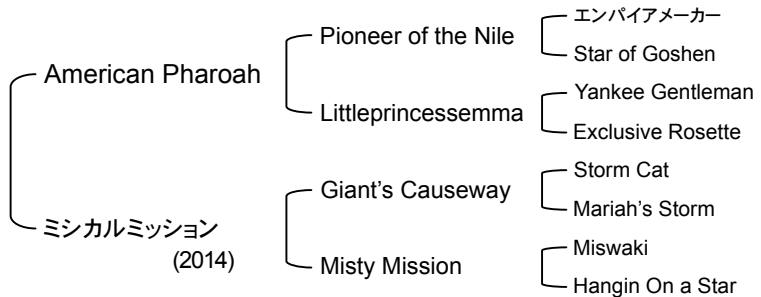 American Pharoah
Pioneer of the Nile
エンパイアメーカー
Star of Goshen
Littleprincessemma
Yankee Gentleman
Exclusive Rosette
ミシカルミッション
(2014)
Giant's Causeway
Storm Cat
Mariah's Storm
Misty Mission
Miswaki
Hangin On a Star